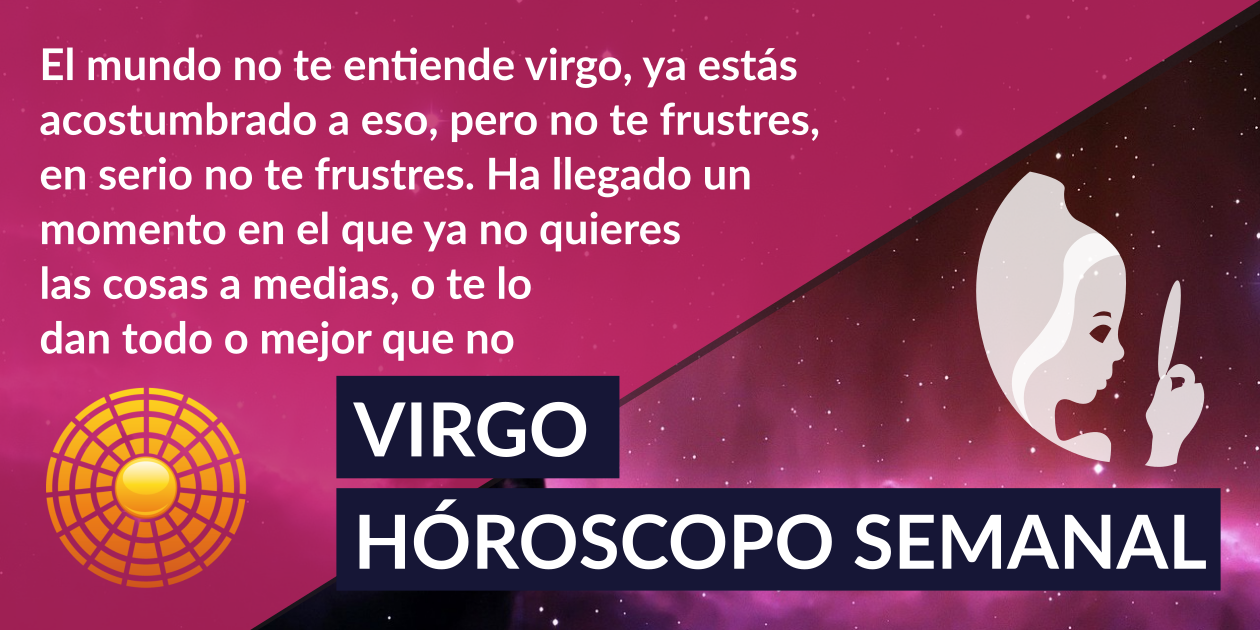 El mundo no te entiende virgo, ya estás
acostumbrado a eso, pero no te frustres,
en serio no te frustres. Ha llegado un
momento en el que ya no quieres
las cosas a medias, o te lo
dan todo o mejor que no
VIRGO
HÓROSCOPO SEMANAL